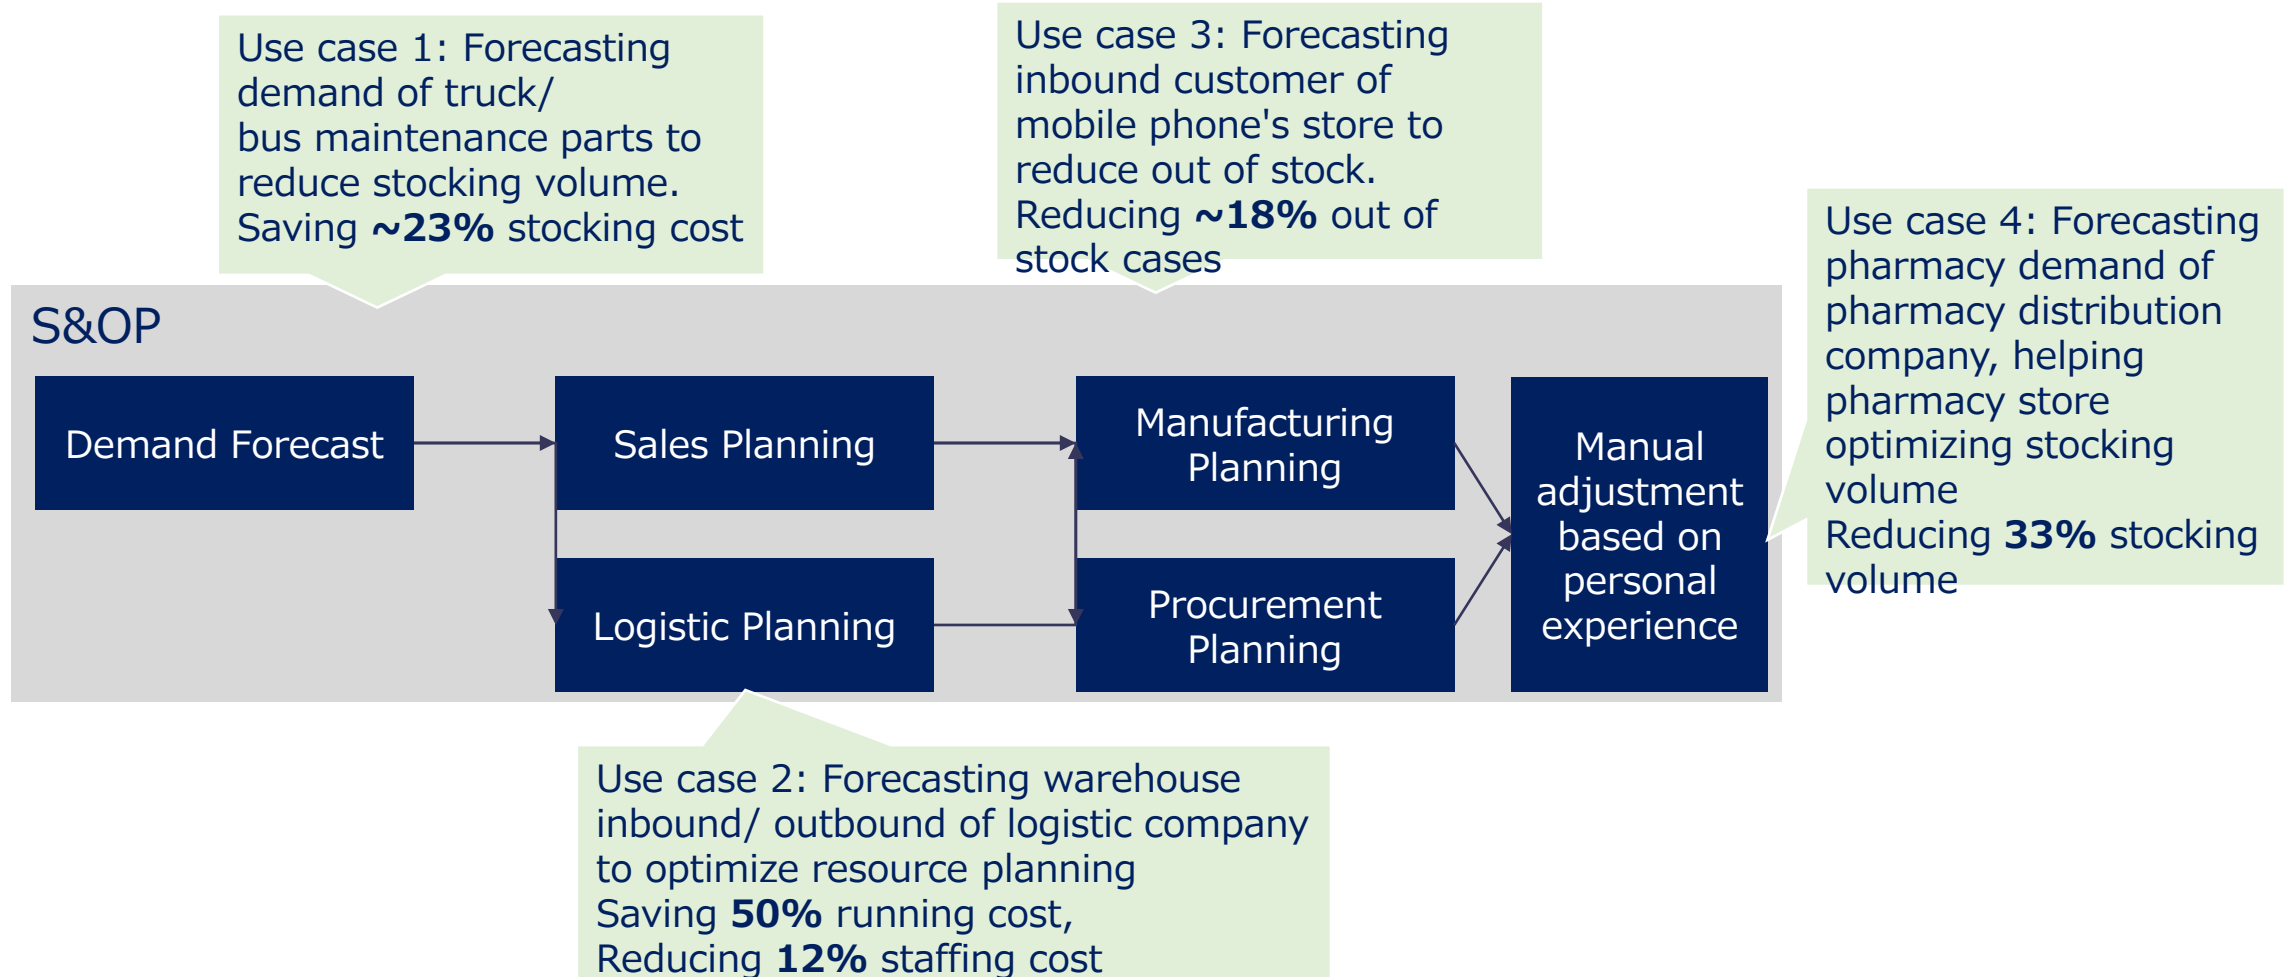 Use case 1: Forecasting
demand of truck/
bus maintenance parts to
reduce stocking volume.
Saving ~23% stocking cost
Use case 3: Forecasting
inbound customer of
mobile phone's store to
reduce out of stock.
Reducing ~18% out of
stock cases
Use case 4: Forecasting
pharmacy demand of
pharmacy distribution
company, helping
pharmacy store
optimizing stocking
volume
Reducing 33% stocking
volume
S&OP
Demand Forecast
Sales Planning
Manufacturing
Planning
Manual
adjustment
based on
personal
experience
Logistic Planning
Procurement
Planning
Use case 2: Forecasting warehouse
inbound/ outbound of logistic company
to optimize resource planning
Saving 50% running cost,
Reducing 12% staffing cost